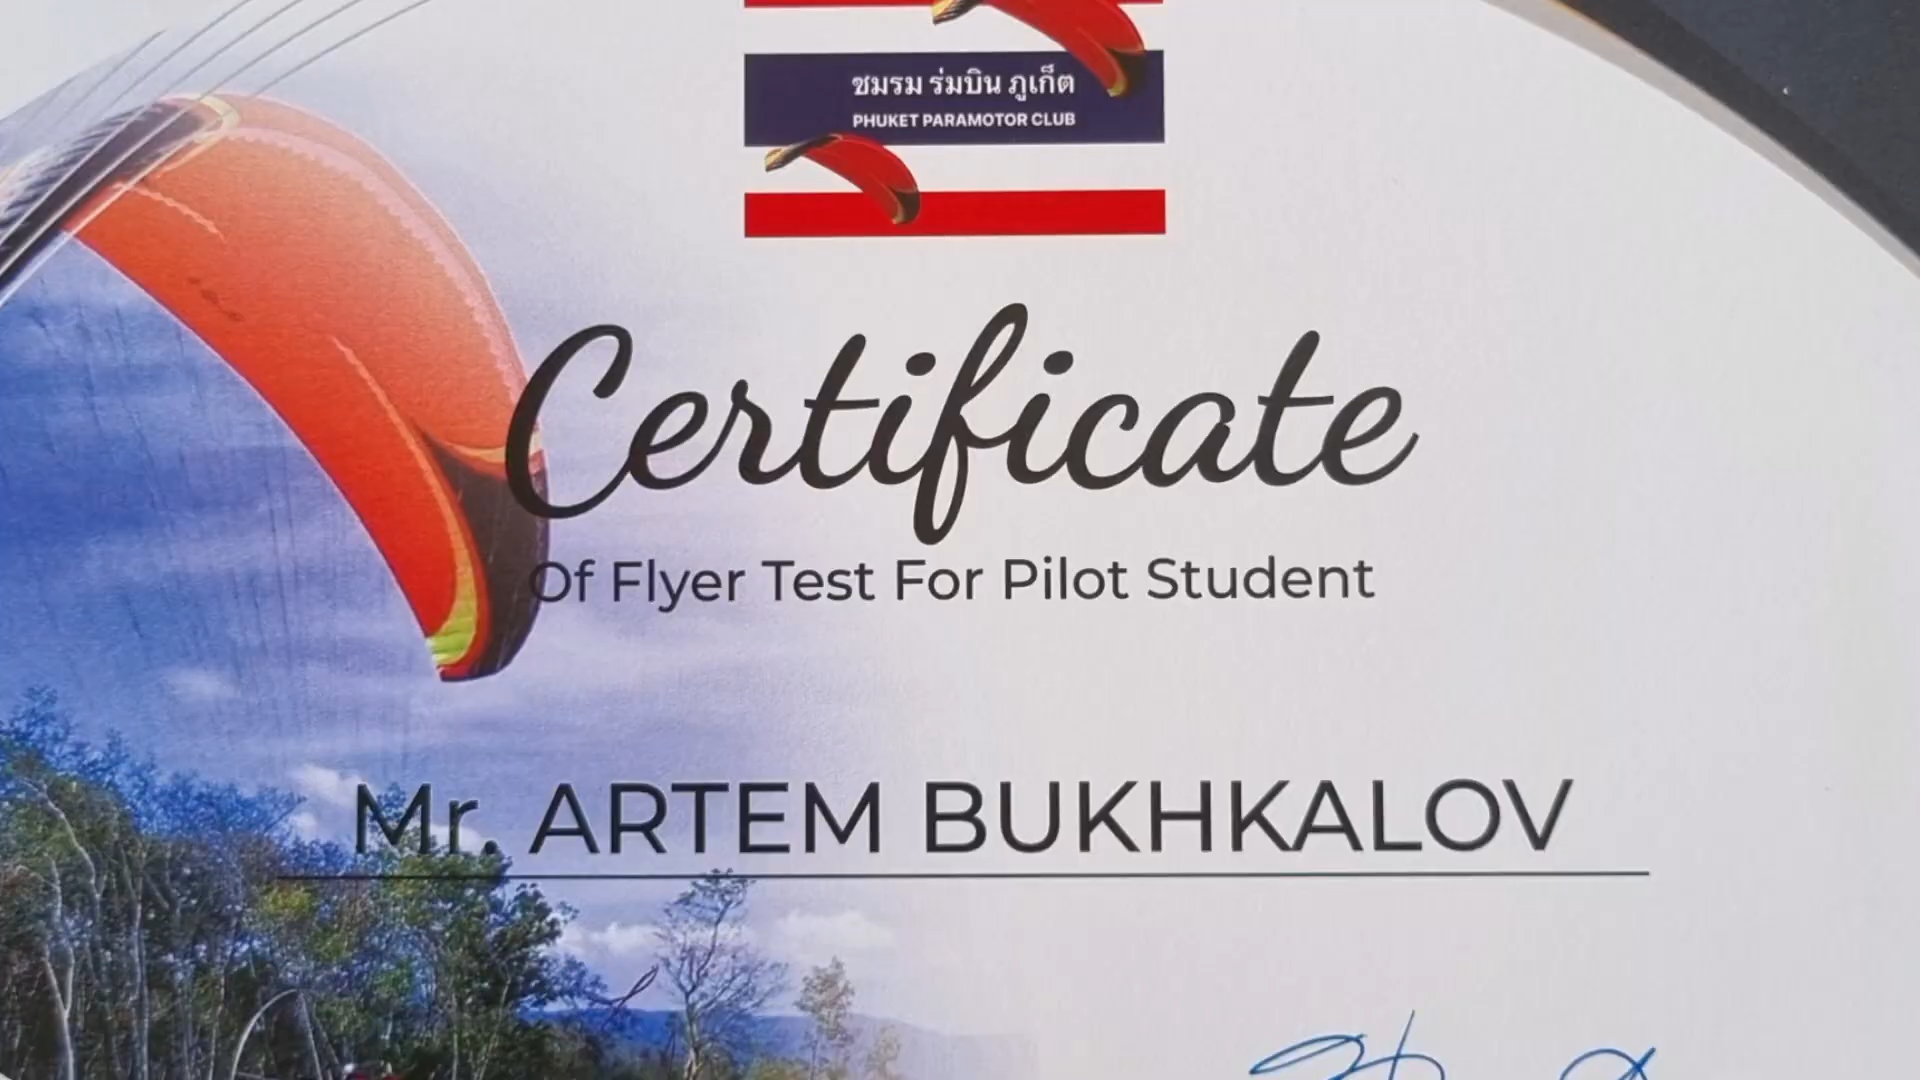 ชมรม ร่มบิน ภูเก็ต
PHUKET PARAMOTOR CLUB
Certificate
Of Flyer Test For Pilot Student
Mr. ARTEM BUKHKALOV